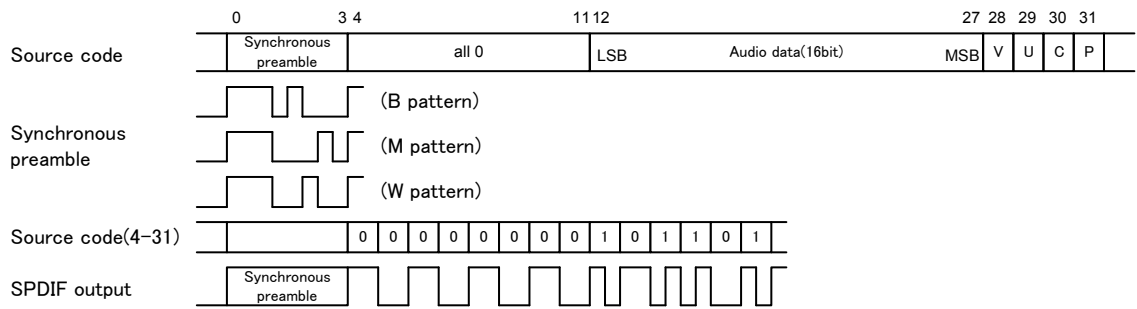 0 3 4 11 12 27 28 29 30 31
Source code Synchronous preamble all 0 LSB Audio data(16bit) MSB V U C P
(B pattern)
Synchronous preamble (M pattern)
(W pattern)
Source code(4-31) 0 0 0 0 0 0 0 0 1 0 1 1 0 1
SPDIF output Synchronous preamble